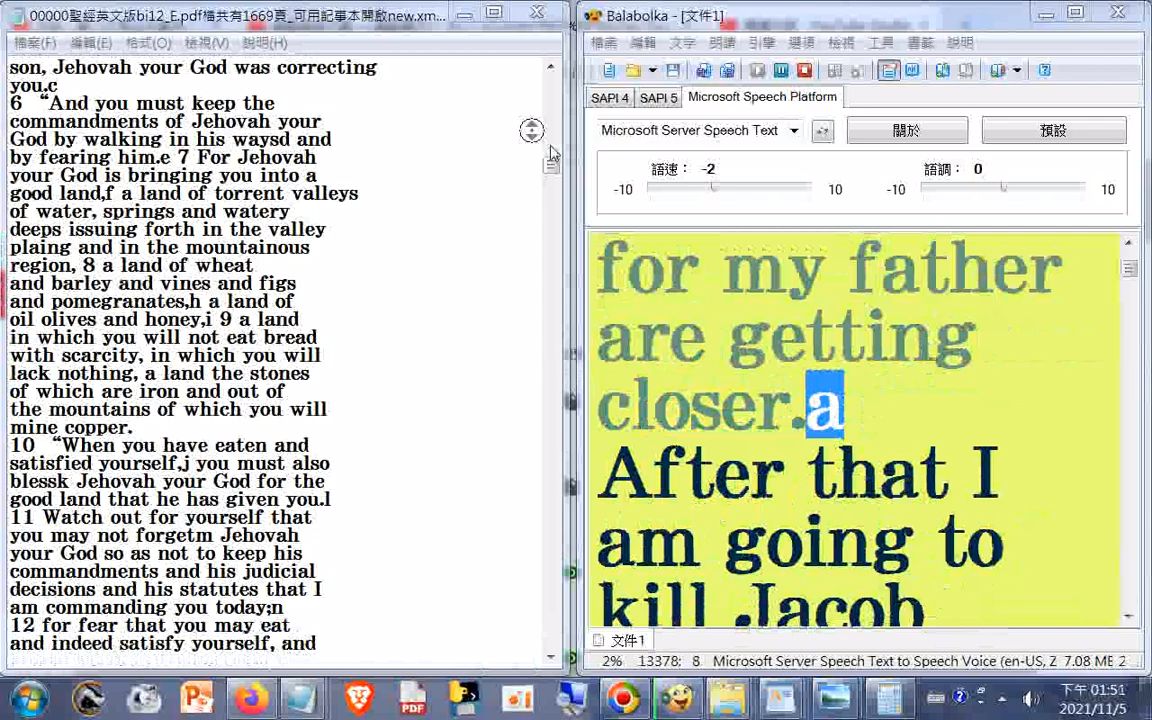 00000聖經英文版bi12_E.pdf檔共有1669頁_可用記事本開啟new.xm...
檔案(F) 編輯(E) 格式(O) 檢視(V) 說明(H)
son, Jehovah your God was correcting
you.c
6 “And you must keep the
commandments of Jehovah your
God by walking in his waysd and
by fearing him.e 7 For Jehovah
your God is bringing you into a
good land,f a land of torrent valleys
of water, springs and watery
deeps issuing forth in the valley
plaing and in the mountainous
region, 8 a land of wheat
and barley and vines and figs
and pomegranates,h a land of
oil olives and honey,i 9 a land
in which you will not eat bread
with scarcity, in which you will
lack nothing, a land the stones
of which are iron and out of
the mountains of which you will
mine copper.
10 “When you have eaten and
satisfied yourself,j you must also
blessk Jehovah your God for the
good land that he has given you.l
11 Watch out for yourself that
you may not forgetm Jehovah
your God so as not to keep his
commandments and his judicial
decisions and his statutes that I
am commanding you today;n
12 for fear that you may eat
and indeed satisfy yourself, and
Balabolka - [文件1]
檔案 編輯 文字 朗讀 引擎 選項 檢視 工具 書籤 說明
SAPI 4 SAPI 5 Microsoft Speech Platform
Microsoft Server Speech Text 關於 預設
語速： -2 語調： 0
-10 10 -10 10
for my father
are getting
closer.a
After that I
am going to
kill Jacob
文件1
2% 13378: 8 Microsoft Server Speech Text to Speech Voice (en-US, Z 7.08 MB 2
PDF
下午 01:51
2021/11/5